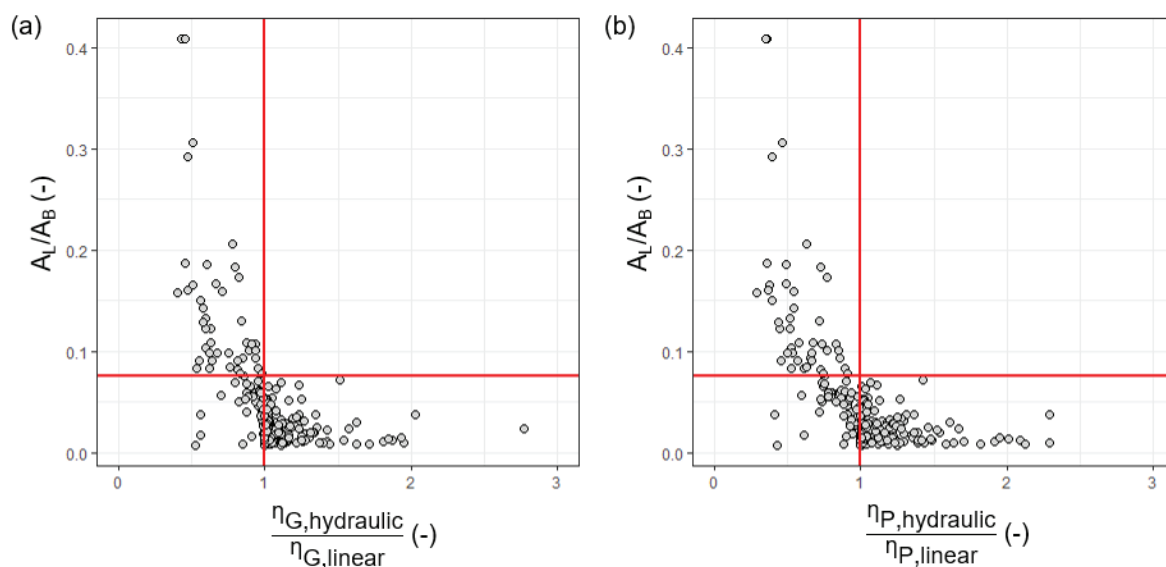 (a)
0.4
0.3
0.2
0.1
0.0
A_L/A_B (-)
0 1 2 3
η_G,hydraulic
η_G,linear
(-)
(b)
0.4
0.3
0.2
0.1
0.0
A_L/A_B (-)
0 1 2 3
η_P,hydraulic
η_P,linear
(-)